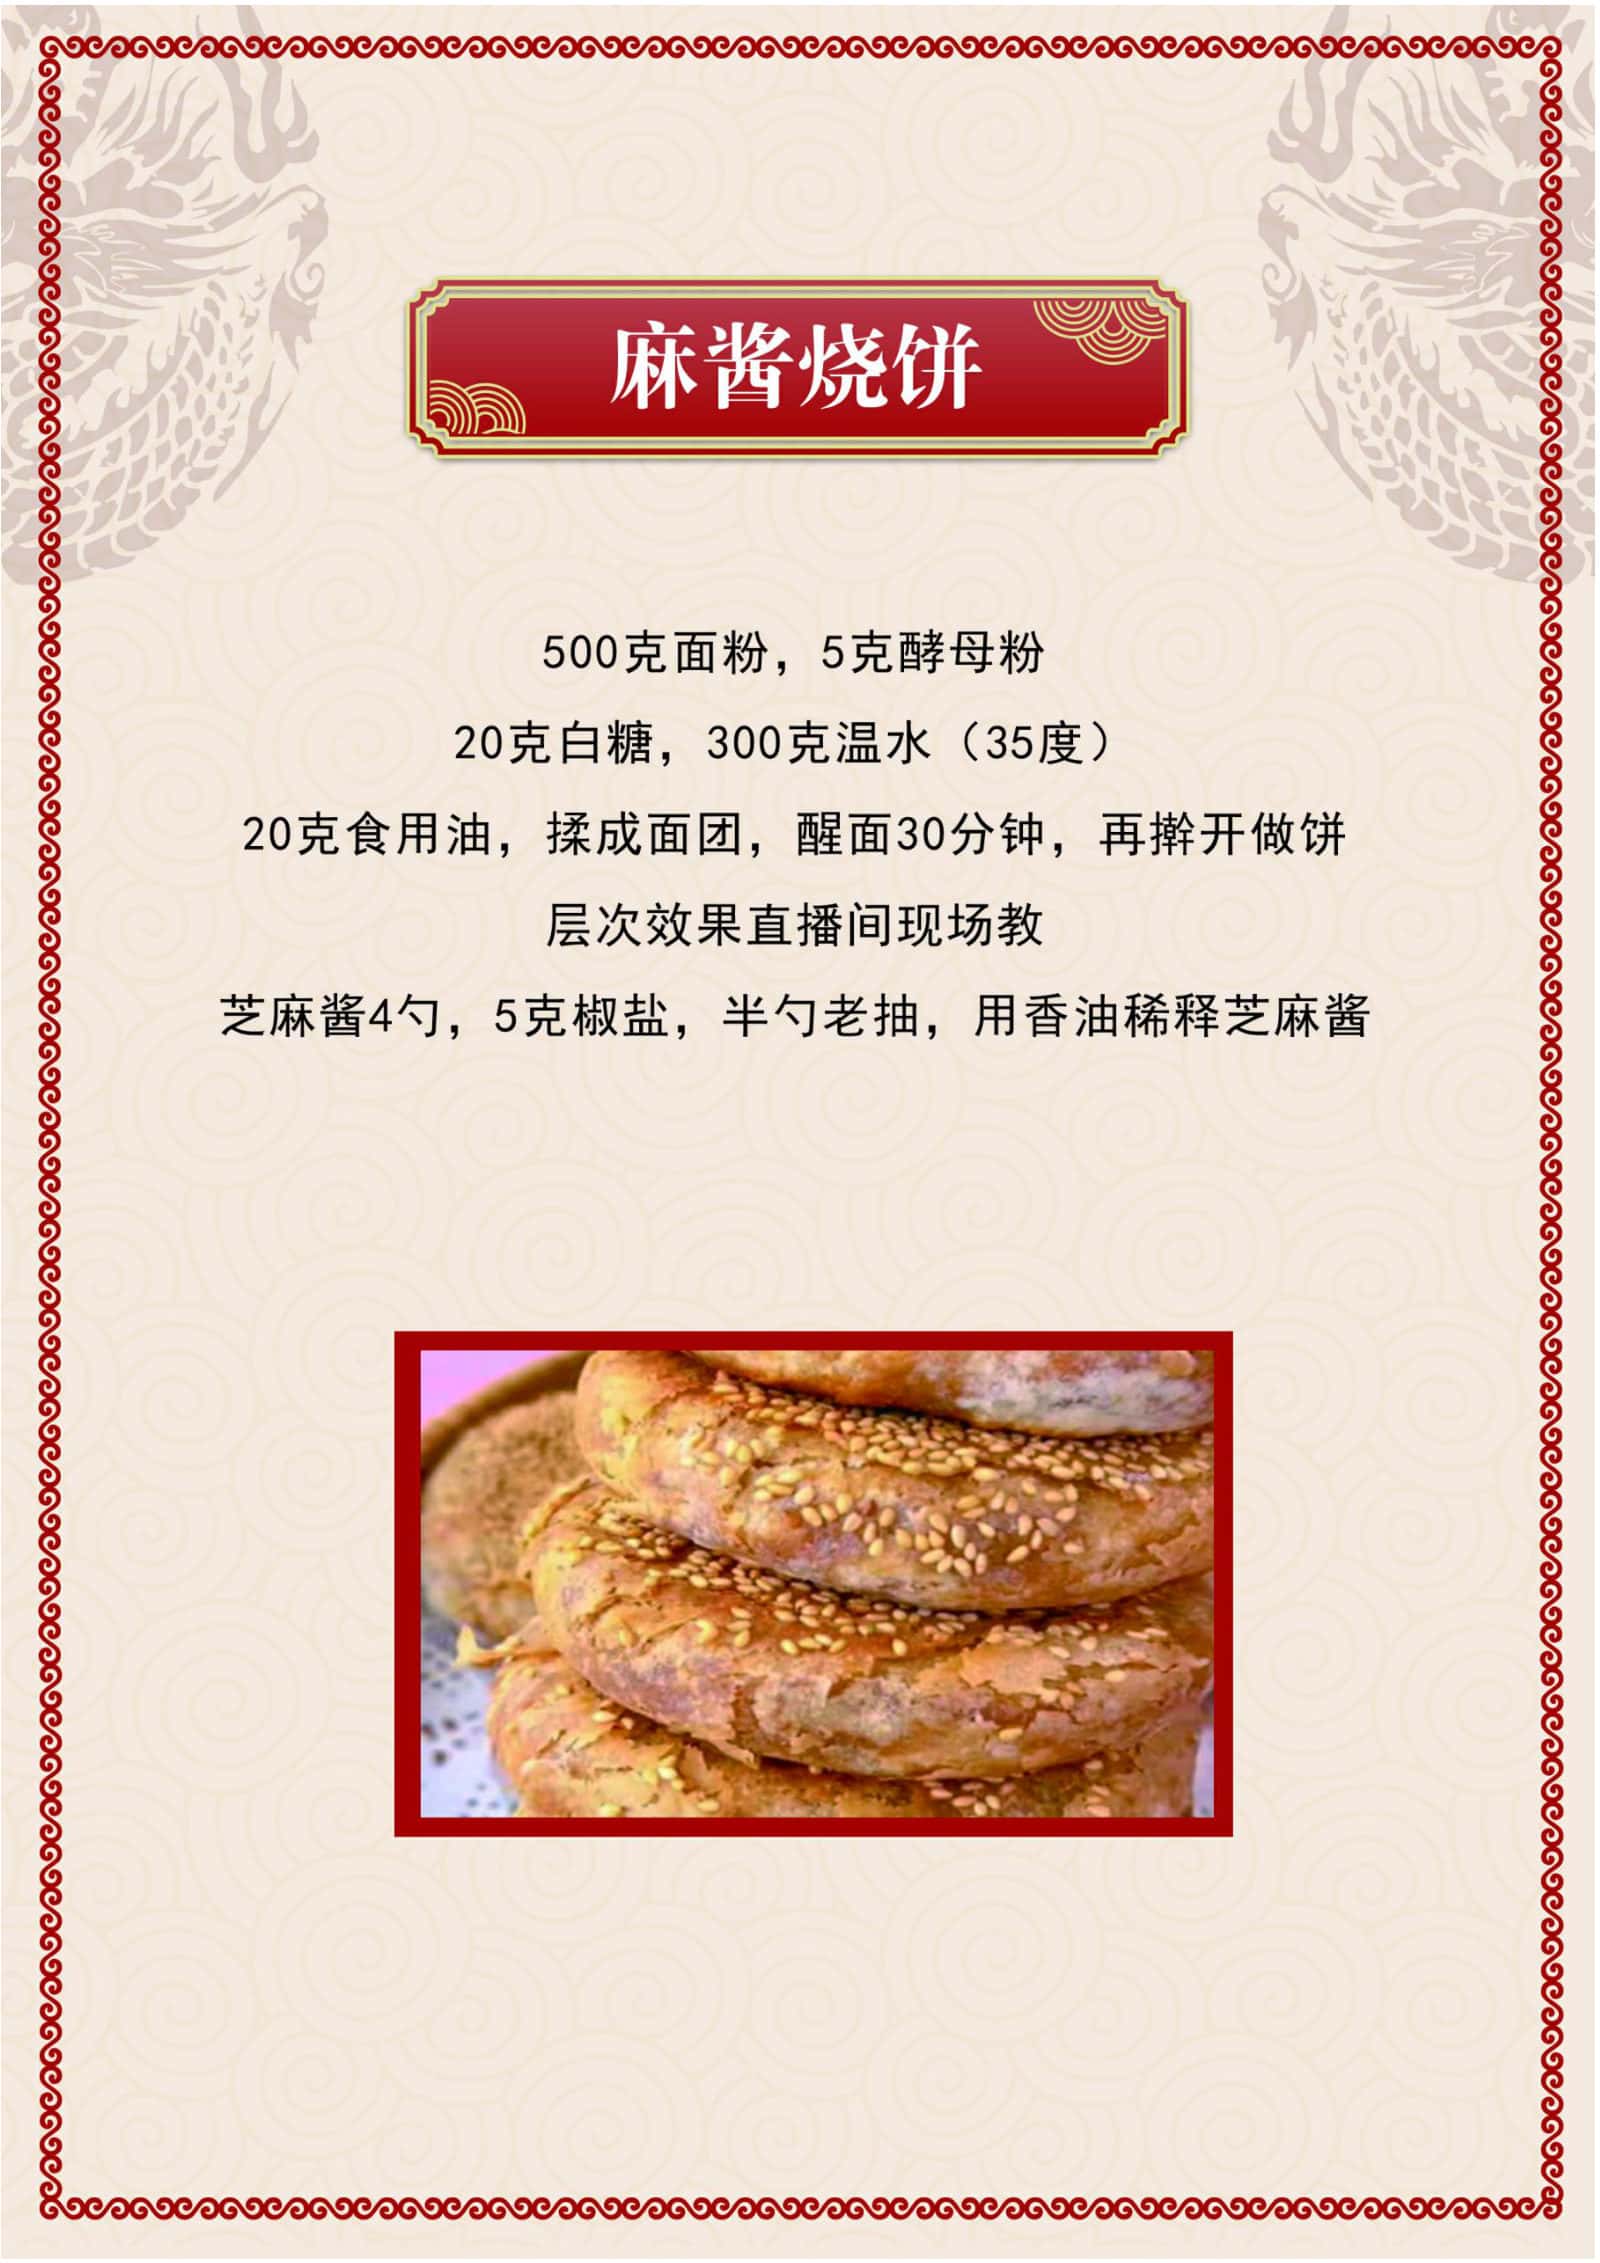 麻酱烧饼
500克面粉，5克酵母粉
20克白糖，300克温水（35度）
20克食用油，揉成面团，醒面30分钟，再擀开做饼
层次效果直播间现场教
芝麻酱4勺，5克椒盐，半勺老抽，用香油稀释芝麻酱